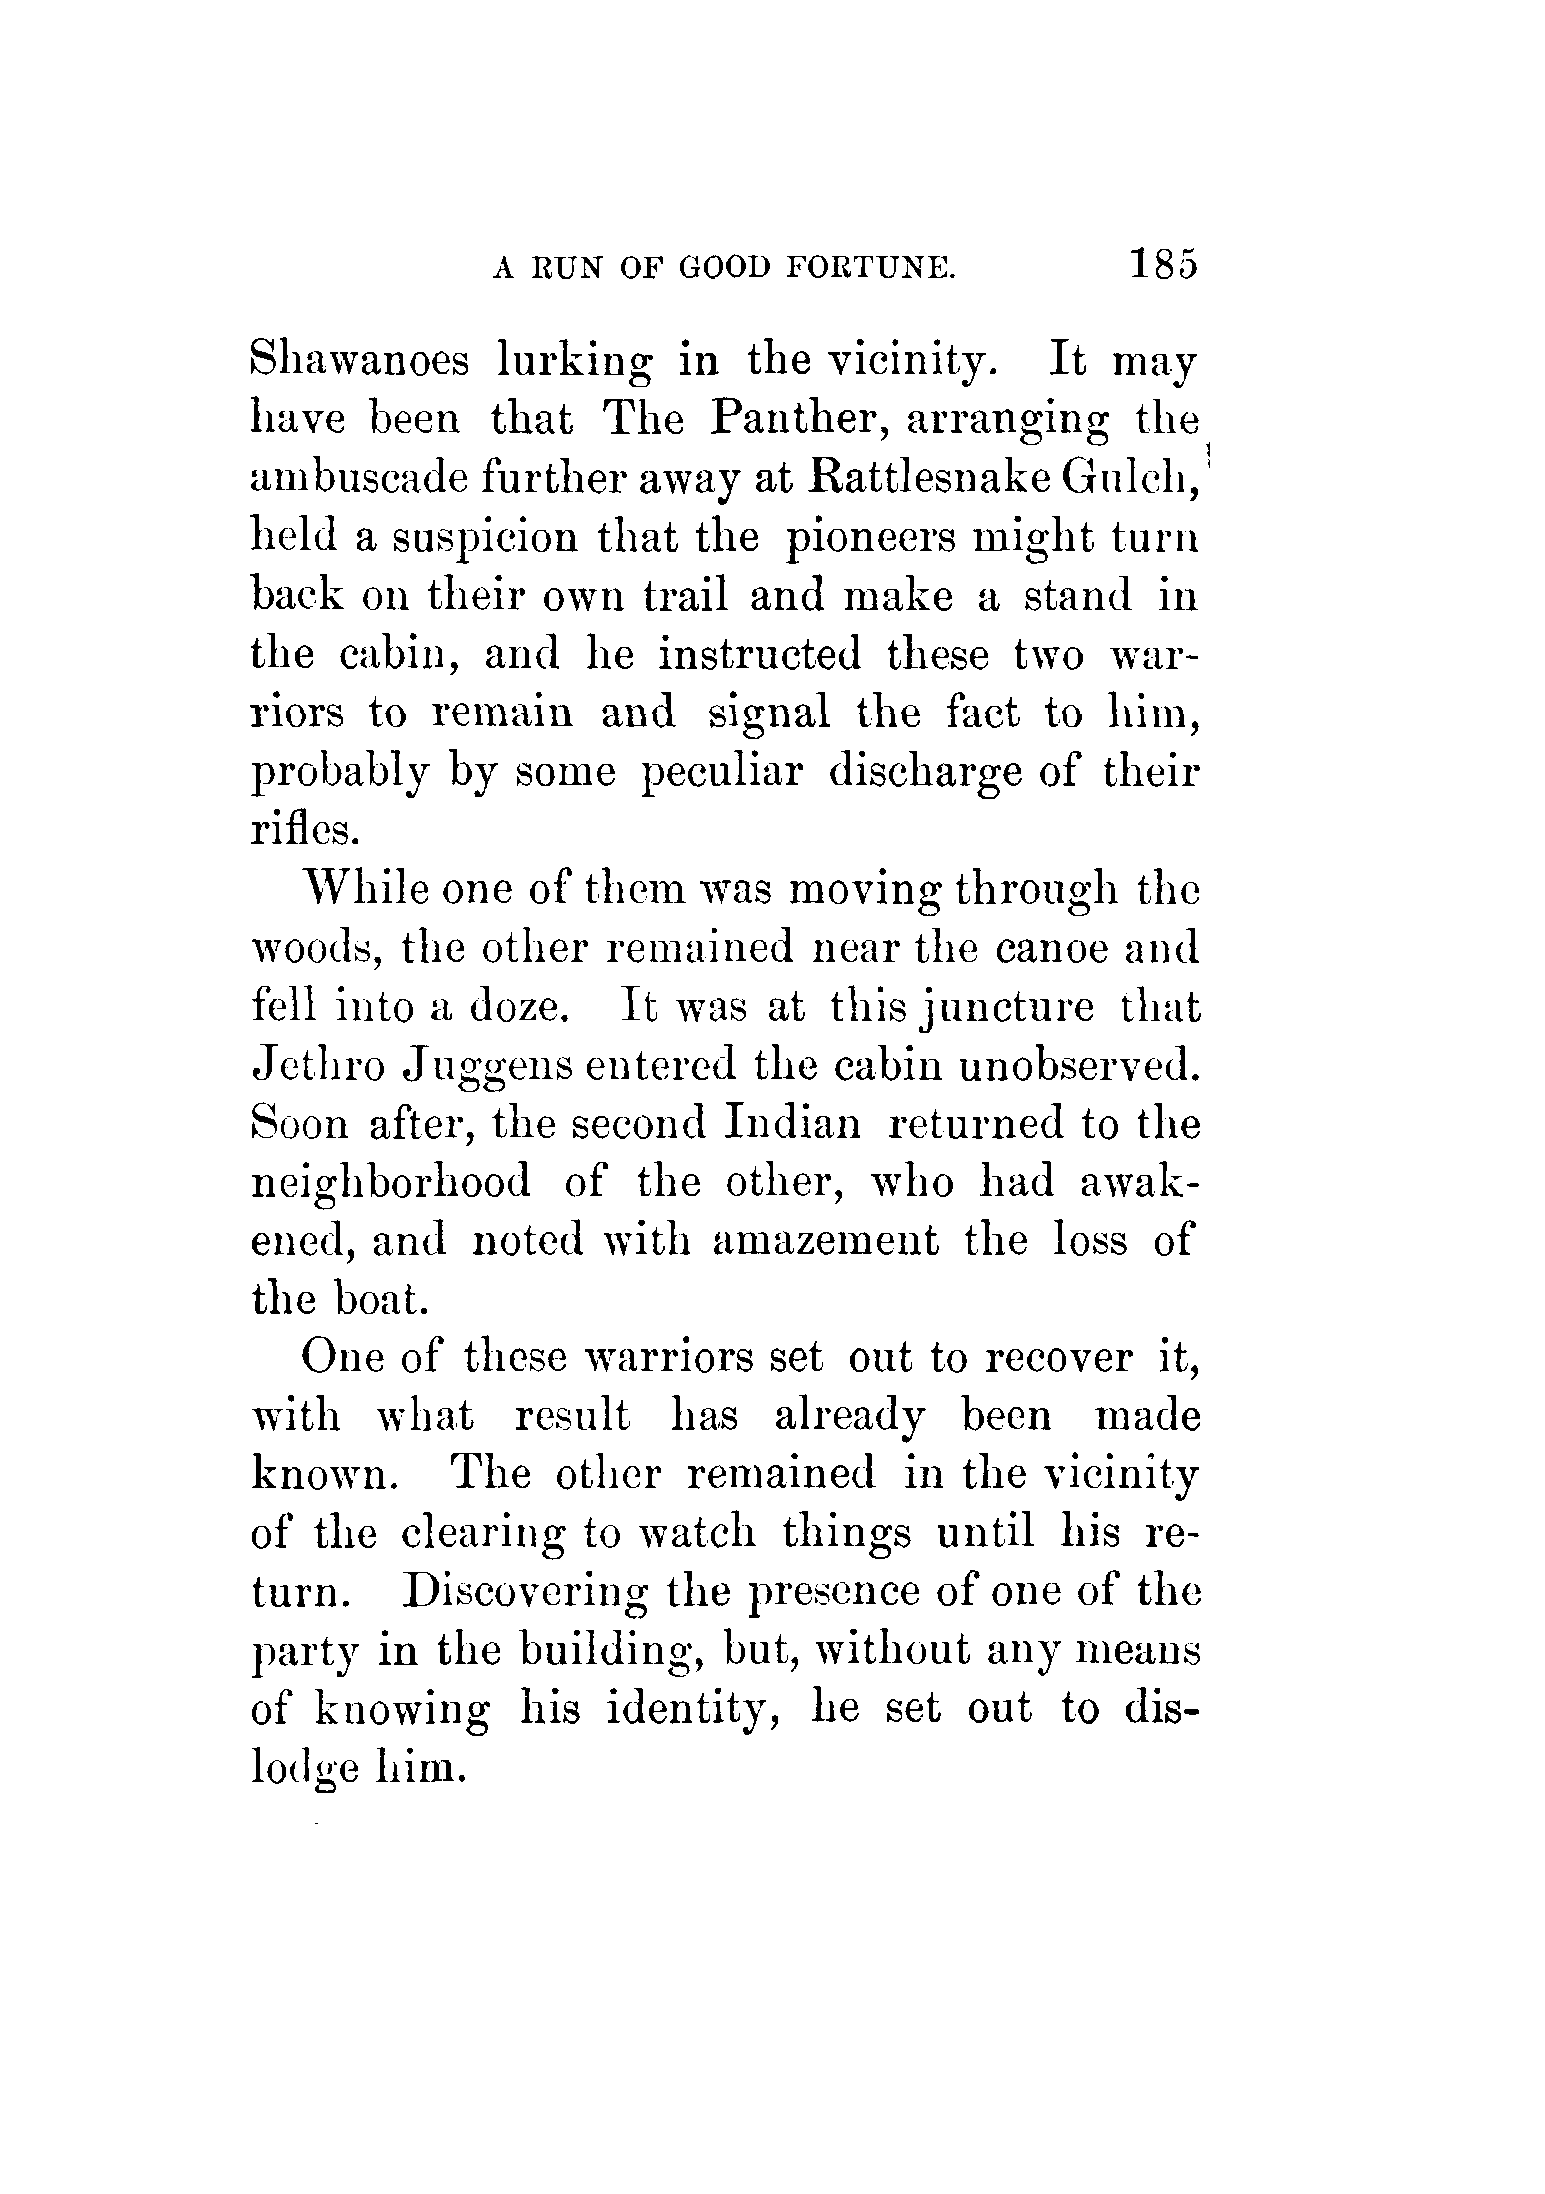 A RUN OF GOOD FORTUNE. 185
Shawanoes lurking in the vicinity. It may
have been that The Panther, arranging the
ambuscade further away at Rattlesnake Gulch,
held a suspicion that the pioneers might turn
back on their own trail and make a stand in
the cabin, and he instructed these two war-
riors to remain and signal the fact to him,
probably by some peculiar discharge of their
rifles.
While one of them was moving through the
woods, the other remained near the canoe and
fell into a doze. It was at this juncture that
Jethro Juggens entered the cabin unobserved.
Soon after, the second Indian returned to the
neighborhood of the other, who had awak-
ened, and noted with amazement the loss of
the boat.
One of these warriors set out to recover it,
with what result has already been made
known. The other remained in the vicinity
of the clearing to watch things until his re-
turn. Discovering the presence of one of the
party in the building, but, without any means
of knowing his identity, he set out to dis-
lodge him.